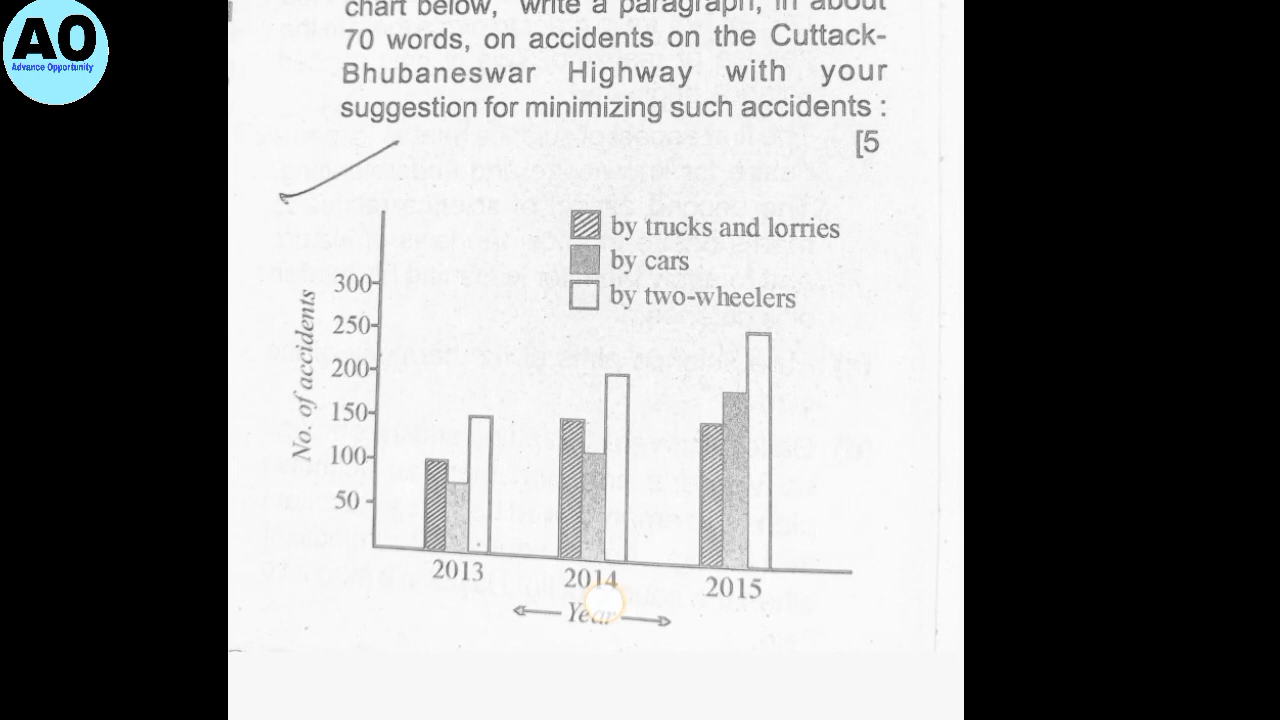 AO
Advance Opportunity
chart below, write a paragraph, in about
70 words, on accidents on the Cuttack-
Bhubaneswar Highway with your
suggestion for minimizing such accidents :
[5
by trucks and lorries
by cars
by two-wheelers
No. of accidents
300
250
200
150
100
50
2013
2014
2015
Year